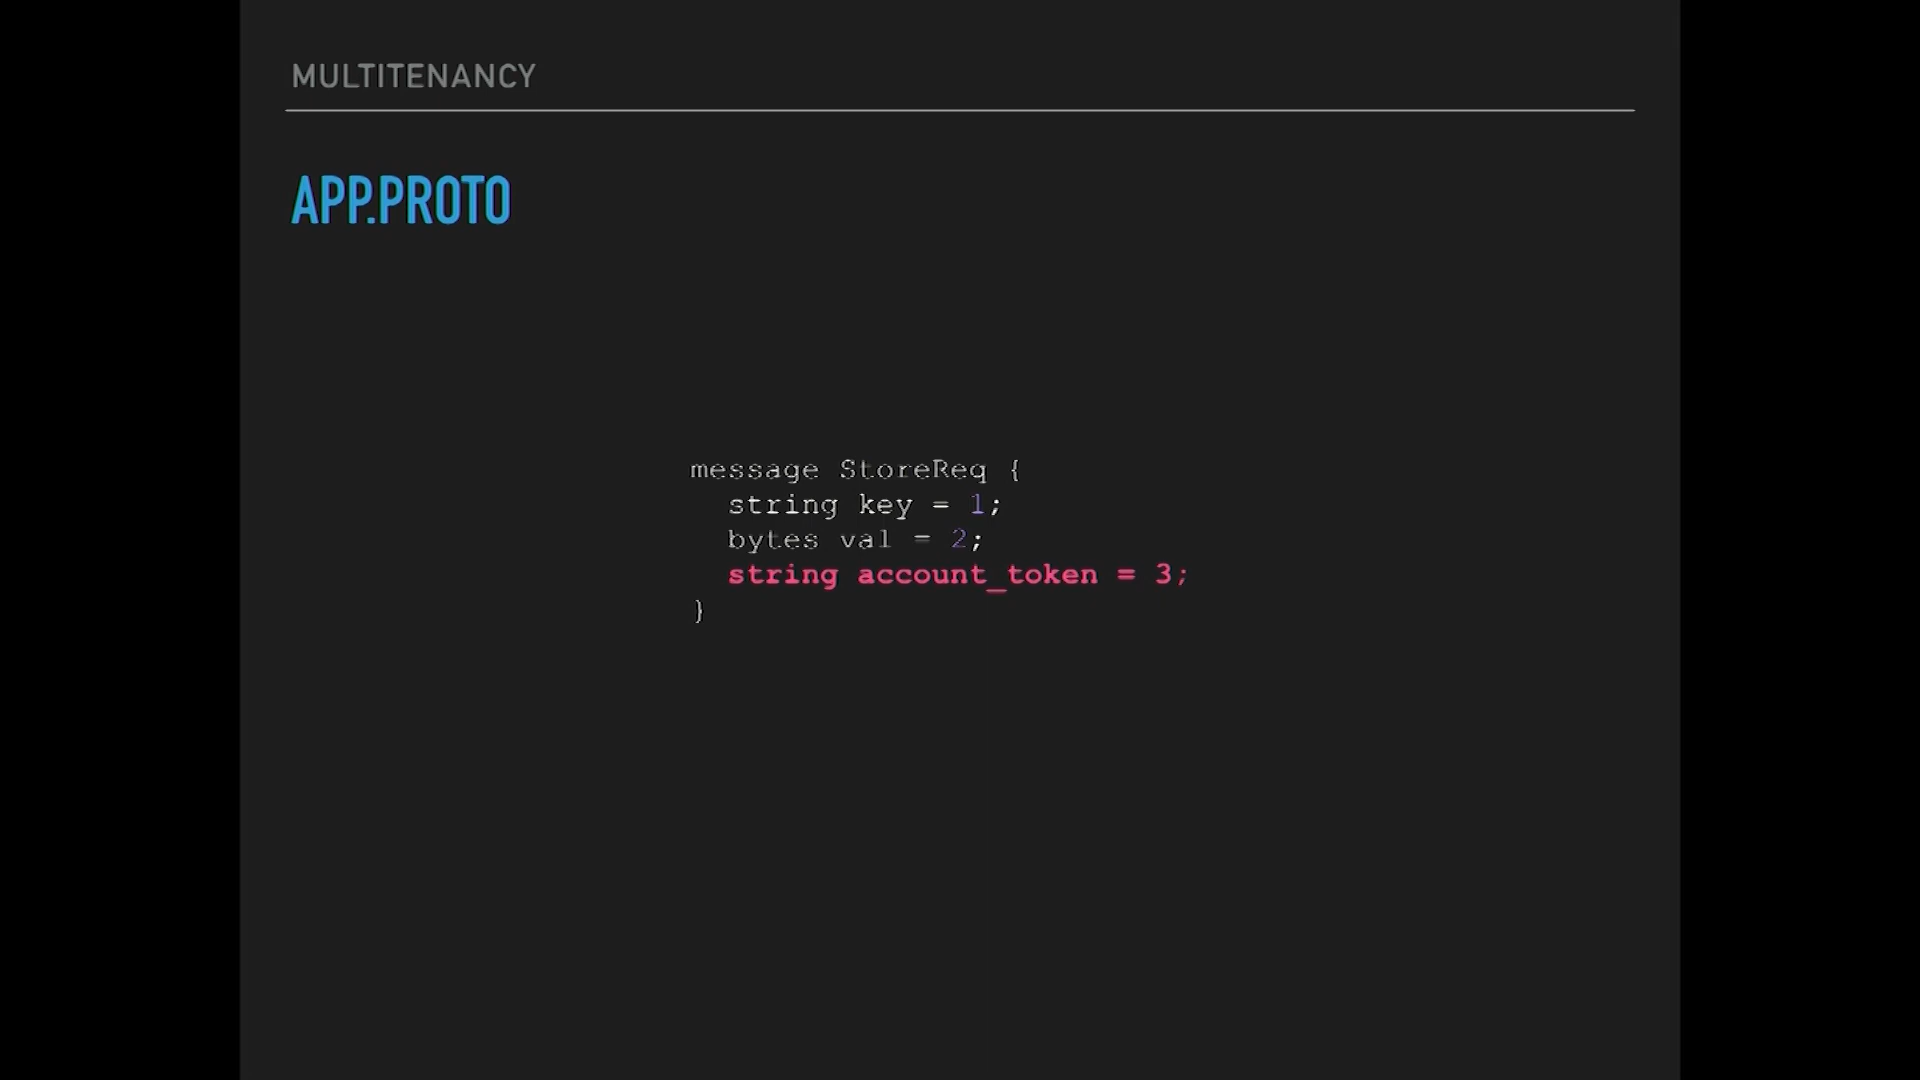 MULTITENANCY
APP.PROTO
message StoreReq {
  string key = 1;
  bytes val = 2;
  string account_token = 3;
}